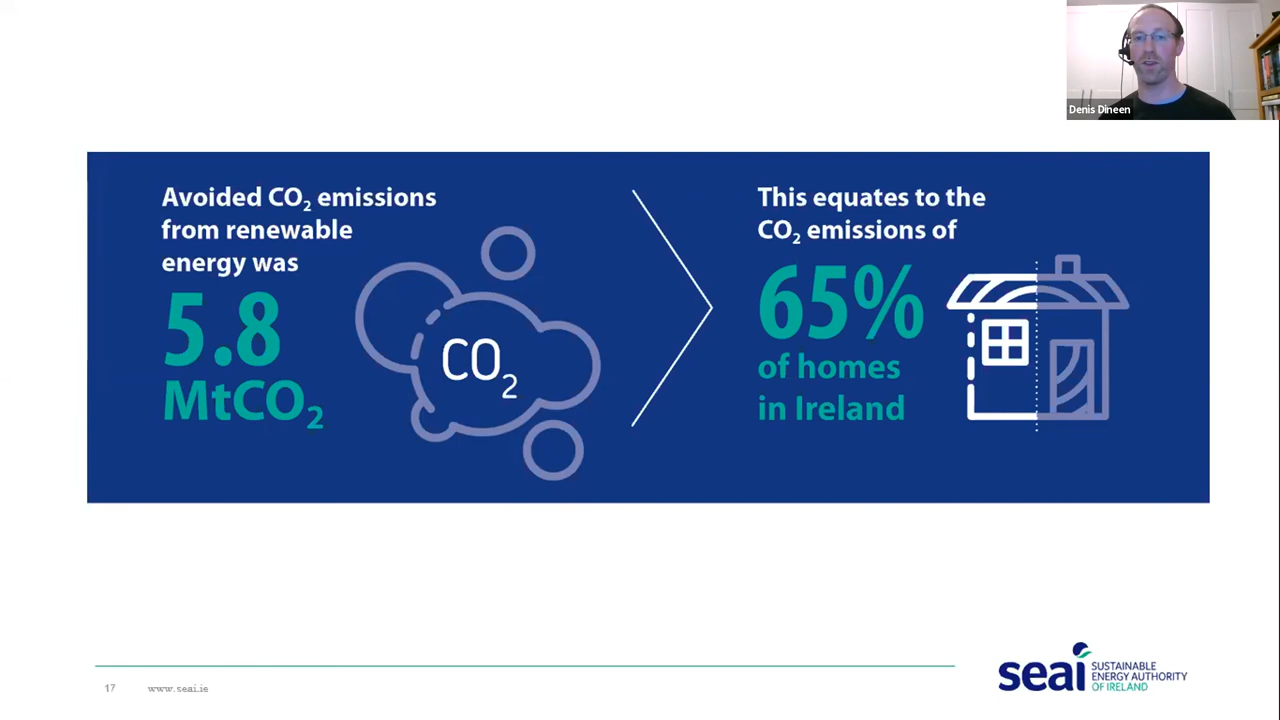 Denis Dineen
Avoided CO₂ emissions
from renewable
energy was
5.8
MtCO₂
CO₂
This equates to the
CO₂ emissions of
65%
of homes
in Ireland
17 www.seai.ie
seai
SUSTAINABLE
ENERGY AUTHORITY
OF IRELAND